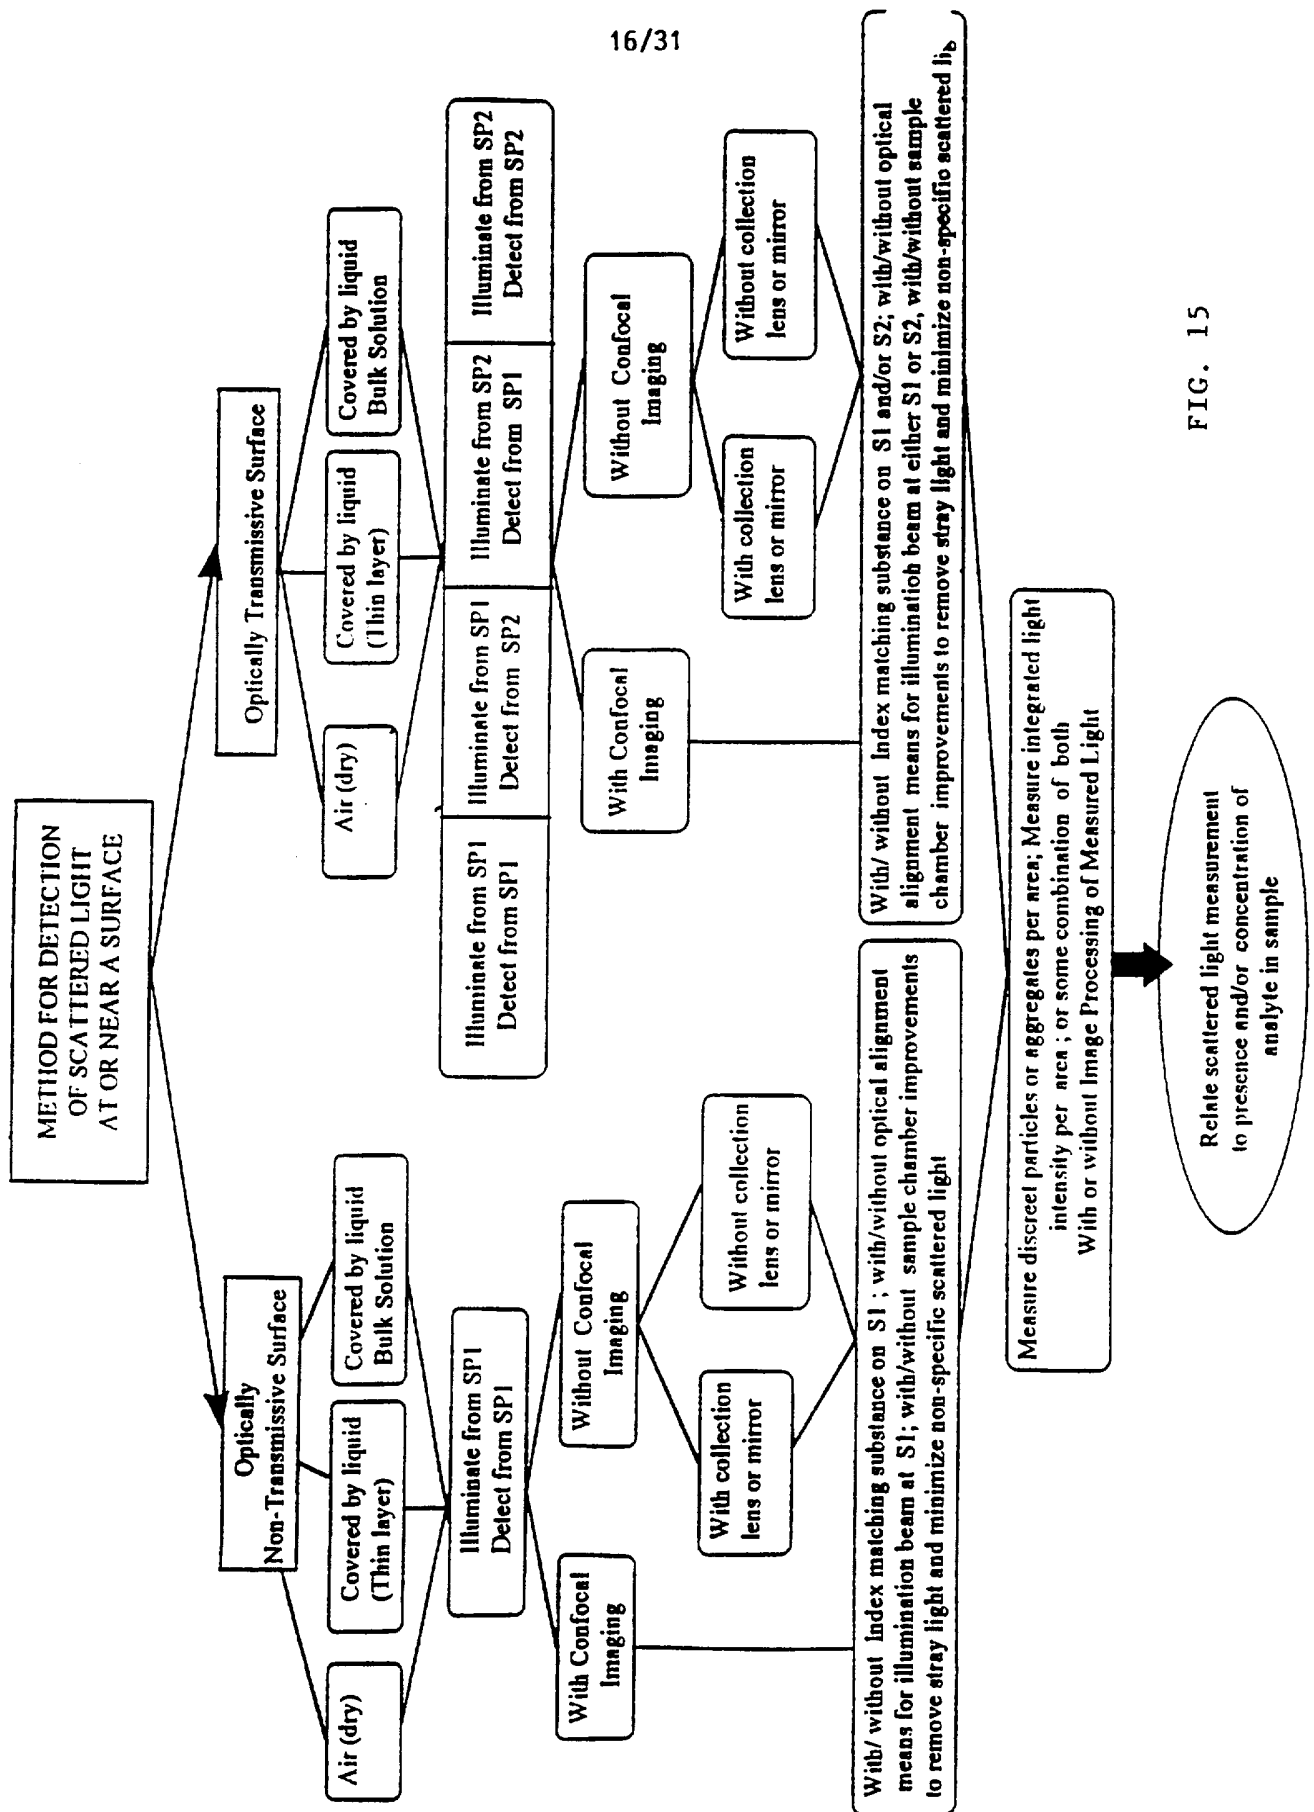 16/31
METHOD FOR DETECTION
OF SCATTERED LIGHT
AT OR NEAR A SURFACE
Optically
Non-Transmissive Surface
Optically Transmissive Surface
Air (dry)
Covered by liquid
(Thin layer)
Covered by liquid
Bulk Solution
Air (dry)
Covered by liquid
(Thin layer)
Covered by liquid
Bulk Solution
Illuminate from SP1
Detect from SP1
Illuminate from SP1
Detect from SP1
Illuminate from SP1
Detect from SP2
Illuminate from SP2
Detect from SP1
Illuminate from SP2
Detect from SP2
With Confocal
Imaging
Without Confocal
Imaging
With Confocal
Imaging
Without Confocal
Imaging
With collection
lens or mirror
Without collection
lens or mirror
With collection
lens or mirror
Without collection
lens or mirror
With/ without Index matching substance on S1 ; with/without optical alignment
means for illumination beam at S1; with/without sample chamber improvements
to remove stray light and minimize non-specific scattered light
With/ without Index matching substance on S1 and/or S2; with/without optical
alignment means for illumination beam at either S1 or S2, with/without sample
chamber improvements to remove stray light and minimize non-specific scattered
Measure discreet particles or aggregates per area; Measure integrated light
intensity per area ; or some combination of both
With or without Image Processing of Measured Light
Relate scattered light measurement
to presence and/or concentration of
analyte in sample
FIG. 15